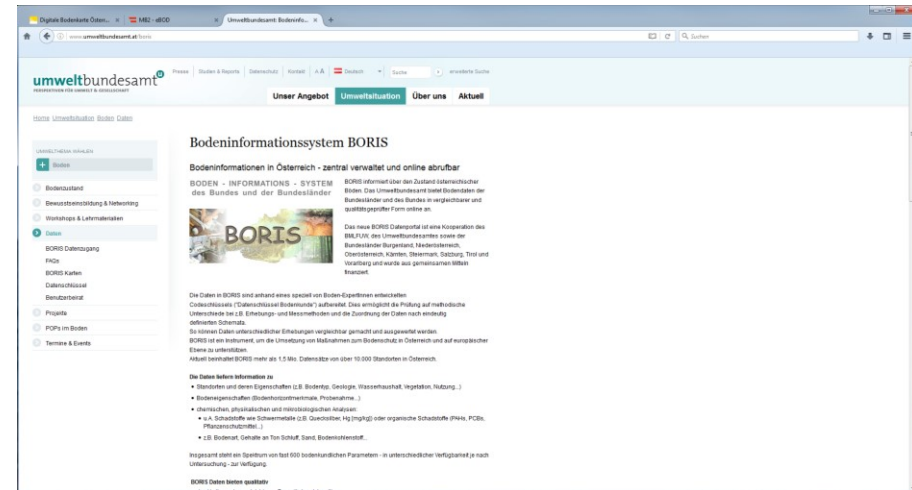 Digitale Bodenkarte Österr...
MB2 - eBOD
Umweltbundesamt: Bodeninfo...
www.umweltbundesamt.at/boris
Suchen
umweltbundesamt
PERSPEKTIVEN FÜR UMWELT & GESELLSCHAFT
Presse
Studien & Reports
Datenschutz
Kontakt
A A
Deutsch
Suche
erweiterte Suche
Unser Angebot
Umweltsituation
Über uns
Aktuell
Home Umweltsituation Boden Daten
UMWELTTHEMA WÄHLEN
Boden
Bodenzustand
Bewusstseinsbildung & Networking
Workshops & Lehrmaterialien
Daten
BORIS Datenzugang
FAQs
BORIS Karten
Datenschlüssel
Benutzerbeirat
Projekte
POPs im Boden
Termine & Events
Bodeninformationssystem BORIS
Bodeninformationen in Österreich - zentral verwaltet und online abrufbar
BODEN - INFORMATIONS - SYSTEM
des Bundes und der Bundesländer
BORIS
BORIS informiert über den Zustand österreichischer
Böden. Das Umweltbundesamt bietet Bodendaten der
Bundesländer und des Bundes in vergleichbarer und
qualitätsgeprüfter Form online an.
Das neue BORIS Datenportal ist eine Kooperation des
BMLFUW, des Umweltbundesamtes sowie der
Bundesländer Burgenland, Niederösterreich,
Oberösterreich, Kärnten, Steiermark, Salzburg, Tirol und
Vorarlberg und wurde aus gemeinsamen Mitteln
finanziert.
Die Daten in BORIS sind anhand eines speziell von Boden-ExpertInnen entwickelten
Codeschlüssels ("Datenschlüssel Bodenkunde") aufbereitet. Dies ermöglicht die Prüfung auf methodische
Unterschiede bei z.B. Erhebungs- und Messmethoden und die Zuordnung der Daten nach eindeutig
definierten Schemata.
So können Daten unterschiedlicher Erhebungen vergleichbar gemacht und ausgewertet werden.
BORIS ist ein Instrument, um die Umsetzung von Maßnahmen zum Bodenschutz in Österreich und auf europäischer
Ebene zu unterstützen.
Aktuell beinhaltet BORIS mehr als 1,5 Mio. Datensätze von über 10.000 Standorten in Österreich.
Die Daten liefern Information zu
Standorten und deren Eigenschaften (z.B. Bodentyp, Geologie, Wasserhaushalt, Vegetation, Nutzung...)
Bodeneigenschaften (Bodenhorizontmerkmale, Probenahme...)
chemischen, physikalischen und mikrobiologischen Analysen:
u.A. Schadstoffe wie Schwermetalle (z.B. Quecksilber, Hg [mg/kg]) oder organische Schadstoffe (PAHs, PCBs,
Pflanzenschutzmittel...)
z.B. Bodenart, Gehalte an Ton Schluff, Sand, Bodenkohlenstoff...
Insgesamt steht ein Spektrum von fast 600 bodenkundlichen Parametern - in unterschiedlicher Verfügbarkeit je nach
Untersuchung - zur Verfügung.
BORIS Daten bieten qualitativ